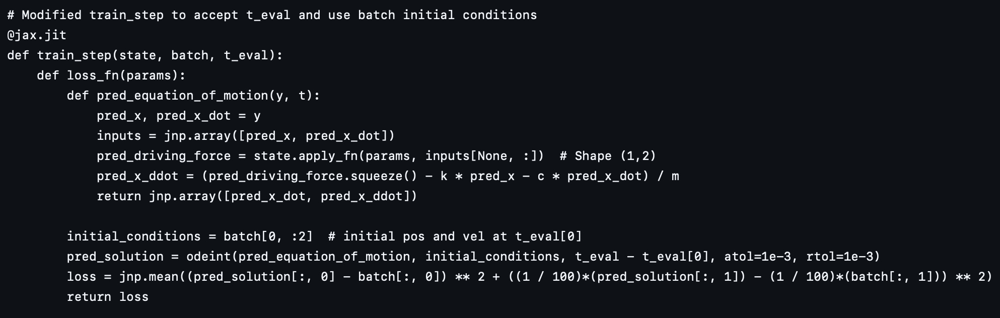 # Modified train_step to accept t_eval and use batch initial conditions
@jax.jit
def train_step(state, batch, t_eval):
    def loss_fn(params):
        def pred_equation_of_motion(y, t):
            pred_x, pred_x_dot = y
            inputs = jnp.array([pred_x, pred_x_dot])
            pred_driving_force = state.apply_fn(params, inputs[None, :])  # Shape (1,2)
            pred_x_ddot = (pred_driving_force.squeeze() - k * pred_x - c * pred_x_dot) / m
            return jnp.array([pred_x_dot, pred_x_ddot])

        initial_conditions = batch[0, :2]  # initial pos and vel at t_eval[0]
        pred_solution = odeint(pred_equation_of_motion, initial_conditions, t_eval - t_eval[0], atol=1e-3, rtol=1e-3)
        loss = jnp.mean((pred_solution[:, 0] - batch[:, 0]) ** 2 + ((1 / 100)*(pred_solution[:, 1]) - (1 / 100)*(batch[:, 1])) ** 2)
        return loss